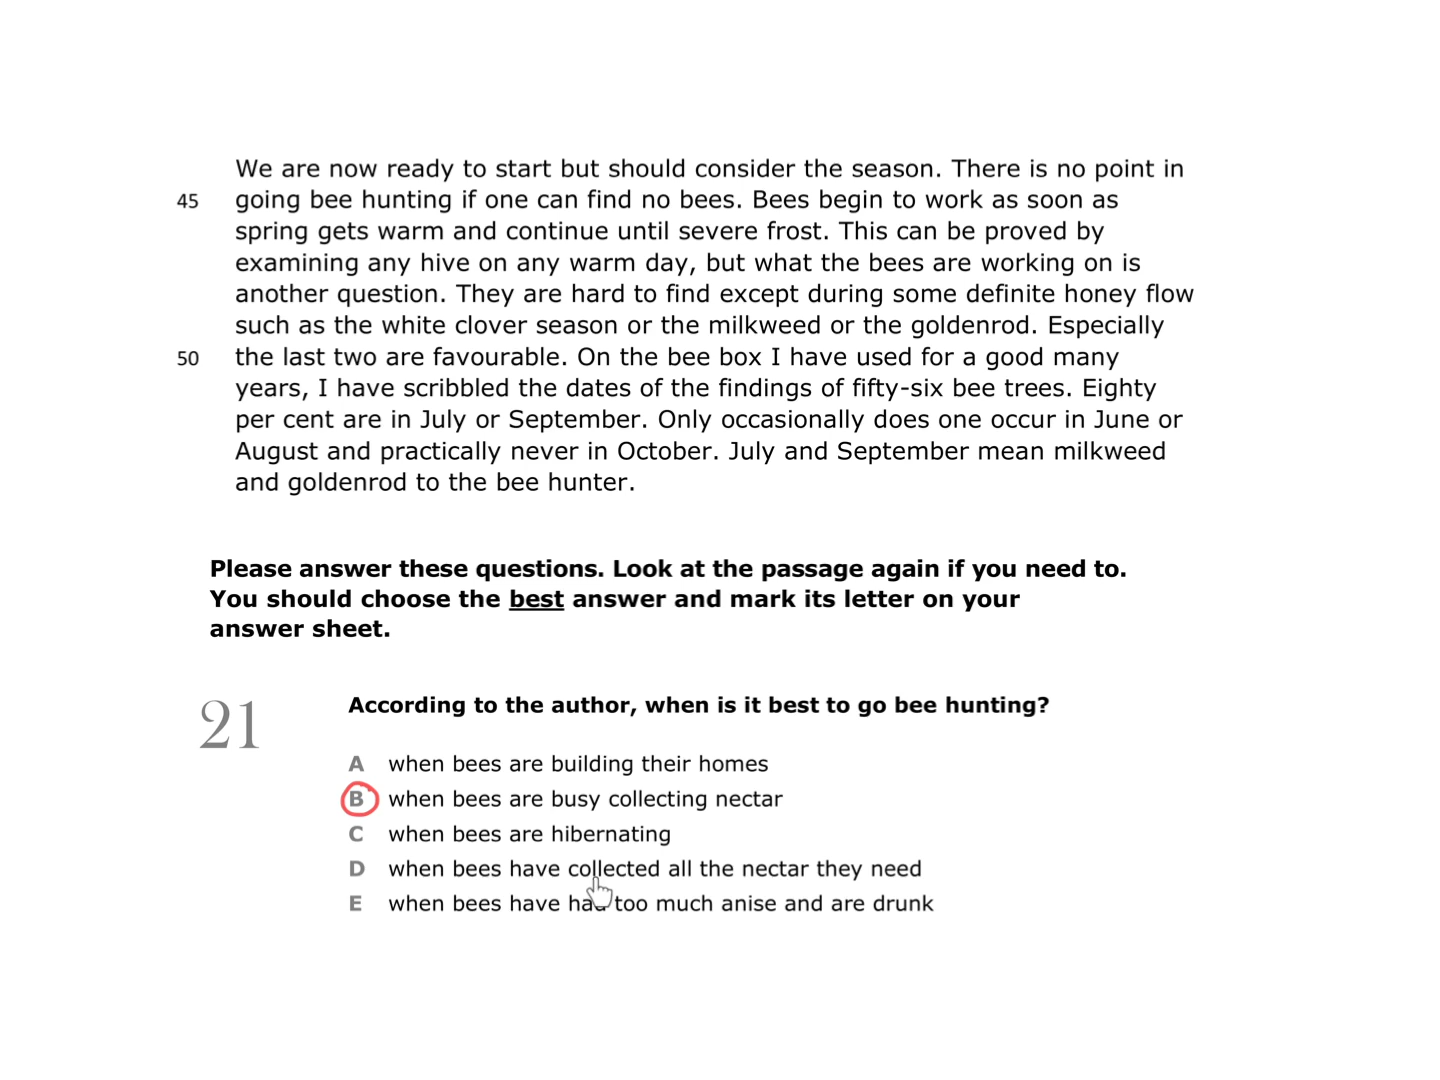 We are now ready to start but should consider the season. There is no point in
45 going bee hunting if one can find no bees. Bees begin to work as soon as
spring gets warm and continue until severe frost. This can be proved by
examining any hive on any warm day, but what the bees are working on is
another question. They are hard to find except during some definite honey flow
such as the white clover season or the milkweed or the goldenrod. Especially
50 the last two are favourable. On the bee box I have used for a good many
years, I have scribbled the dates of the findings of fifty-six bee trees. Eighty
per cent are in July or September. Only occasionally does one occur in June or
August and practically never in October. July and September mean milkweed
and goldenrod to the bee hunter.
Please answer these questions. Look at the passage again if you need to.
You should choose the best answer and mark its letter on your
answer sheet.
21 According to the author, when is it best to go bee hunting?
A when bees are building their homes
B when bees are busy collecting nectar
C when bees are hibernating
D when bees have collected all the nectar they need
E when bees have had too much anise and are drunk